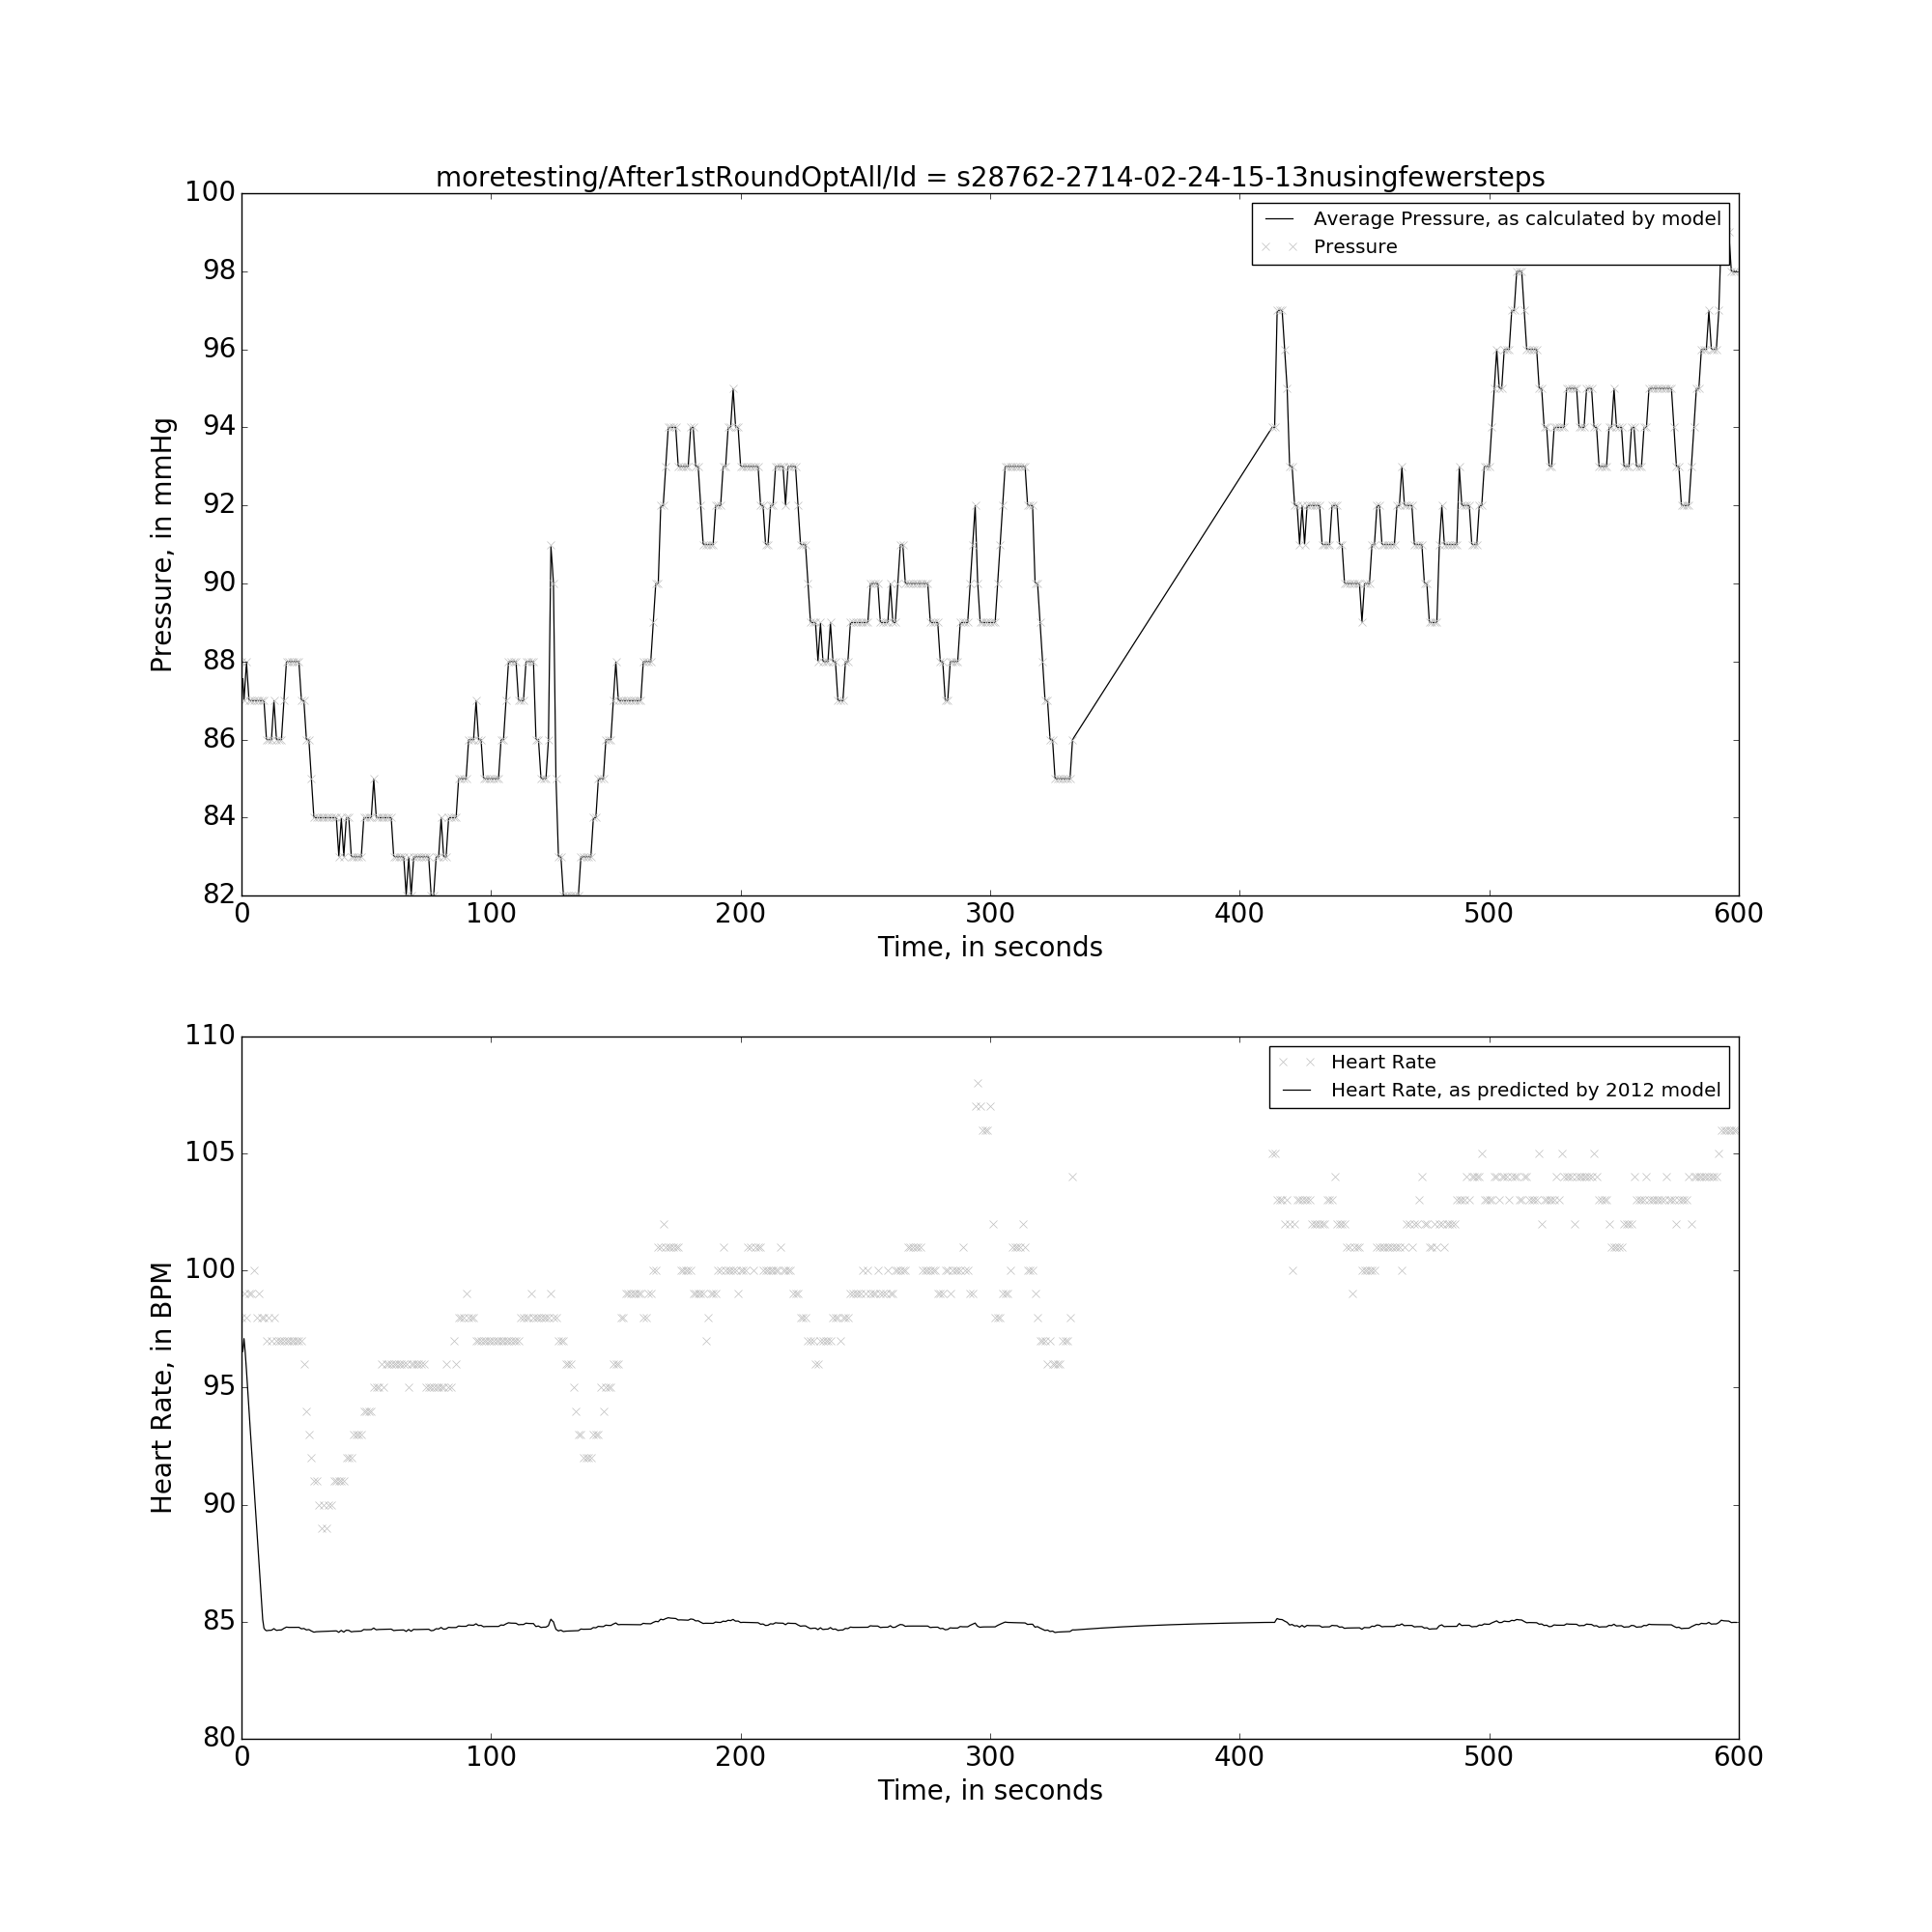 moretesting/After1stRoundOptAll/Id = s28762-2714-02-24-15-13nusingfewersteps
100
98
96
94
92
90
88
86
84
82
Pressure, in mmHg
Average Pressure, as calculated by model
Pressure
0 100 200 300 400 500 600
Time, in seconds
110
105
100
95
90
85
80
Heart Rate, in BPM
Heart Rate
Heart Rate, as predicted by 2012 model
0 100 200 300 400 500 600
Time, in seconds